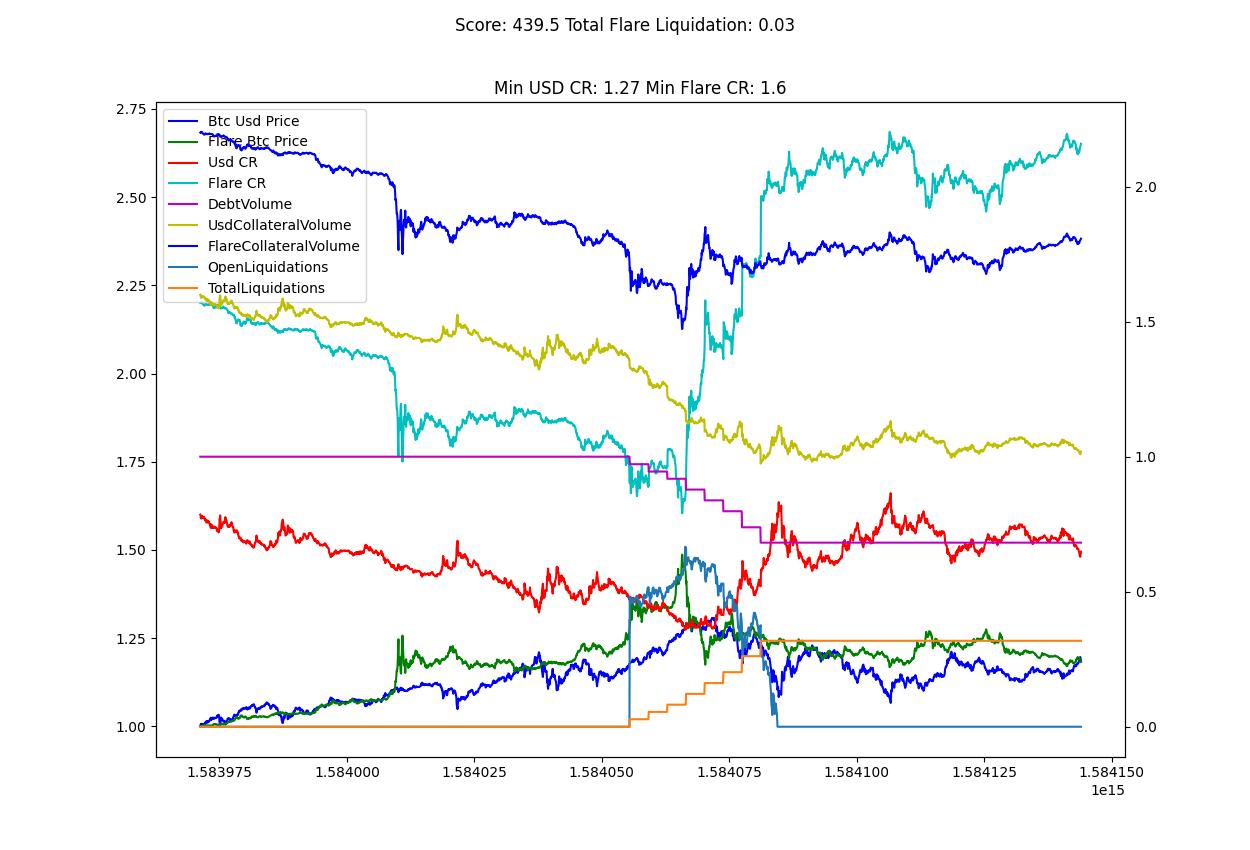 Score: 439.5 Total Flare Liquidation: 0.03
Min USD CR: 1.27 Min Flare CR: 1.6
Btc Usd Price
Flare Btc Price
Usd CR
Flare CR
DebtVolume
UsdCollateralVolume
FlareCollateralVolume
OpenLiquidations
TotalLiquidations
2.75
2.50
2.25
2.00
1.75
1.50
1.25
1.00
2.0
1.5
1.0
0.5
0.0
1.583975
1.584000
1.584025
1.584050
1.584075
1.584100
1.584125
1.584150
1e15